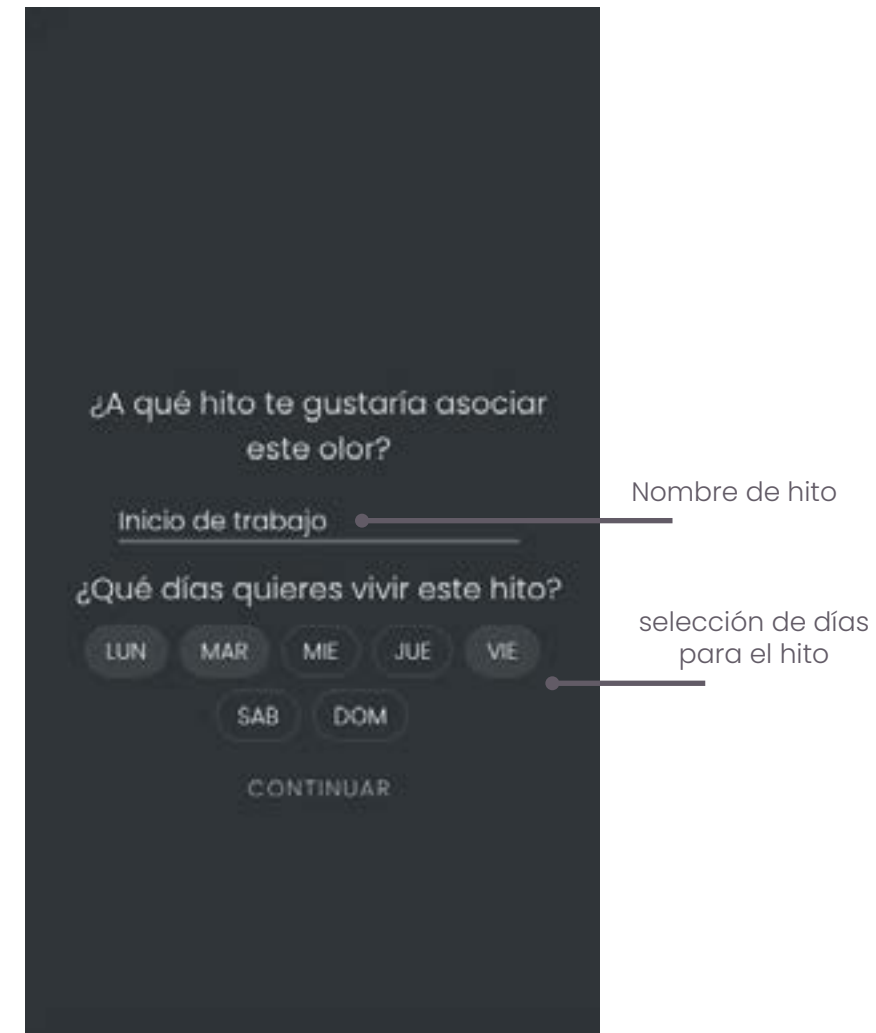 ¿A qué hito te gustaría asociar
este olor?
Nombre de hito
Inicio de trabajo
¿Qué días quieres vivir este hito?
selección de días
para el hito
LUN MAR MIE JUE VIE
SAB DOM
CONTINUAR